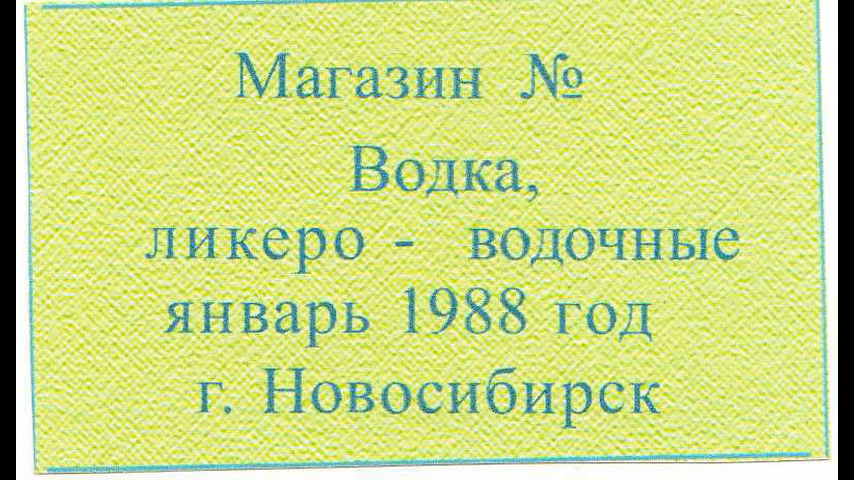 Магазин №
Водка,
ликеро - водочные
январь 1988 год
г. Новосибирск